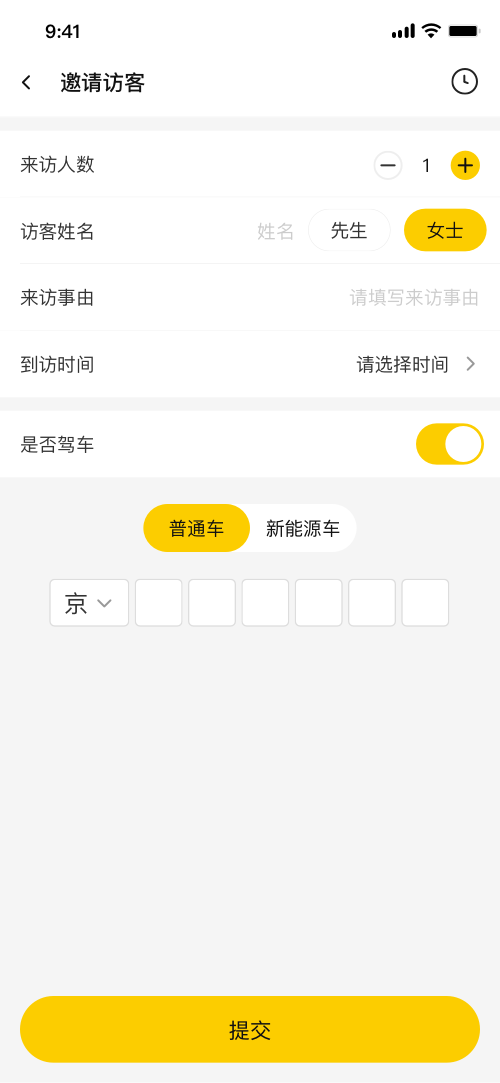 9:41
邀请访客
来访人数 1
访客姓名 姓名 先生 女士
来访事由 请填写来访事由
到访时间 请选择时间
是否驾车
普通车 新能源车
京
提交